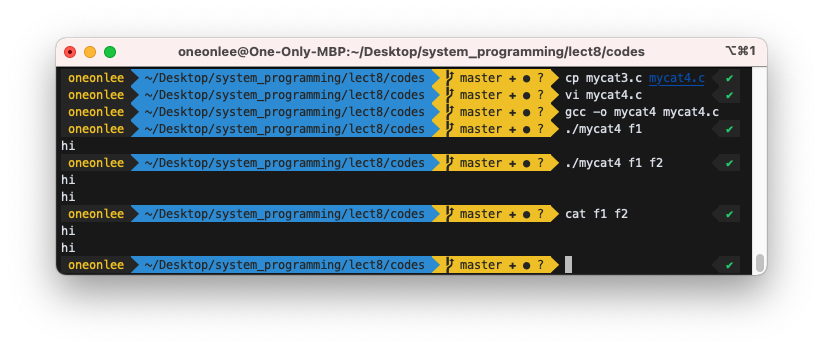 oneonlee@One-Only-MBP:~/Desktop/system_programming/lect8/codes ⌥⌘1
oneonlee ~/Desktop/system_programming/lect8/codes master + ● ? cp mycat3.c mycat4.c ✔
oneonlee ~/Desktop/system_programming/lect8/codes master + ● ? vi mycat4.c ✔
oneonlee ~/Desktop/system_programming/lect8/codes master + ● ? gcc -o mycat4 mycat4.c
oneonlee ~/Desktop/system_programming/lect8/codes master + ● ? ./mycat4 f1 ✔
hi
oneonlee ~/Desktop/system_programming/lect8/codes master + ● ? ./mycat4 f1 f2 ✔
hi
hi
oneonlee ~/Desktop/system_programming/lect8/codes master + ● ? cat f1 f2 ✔
hi
hi
oneonlee ~/Desktop/system_programming/lect8/codes master + ● ? ✔